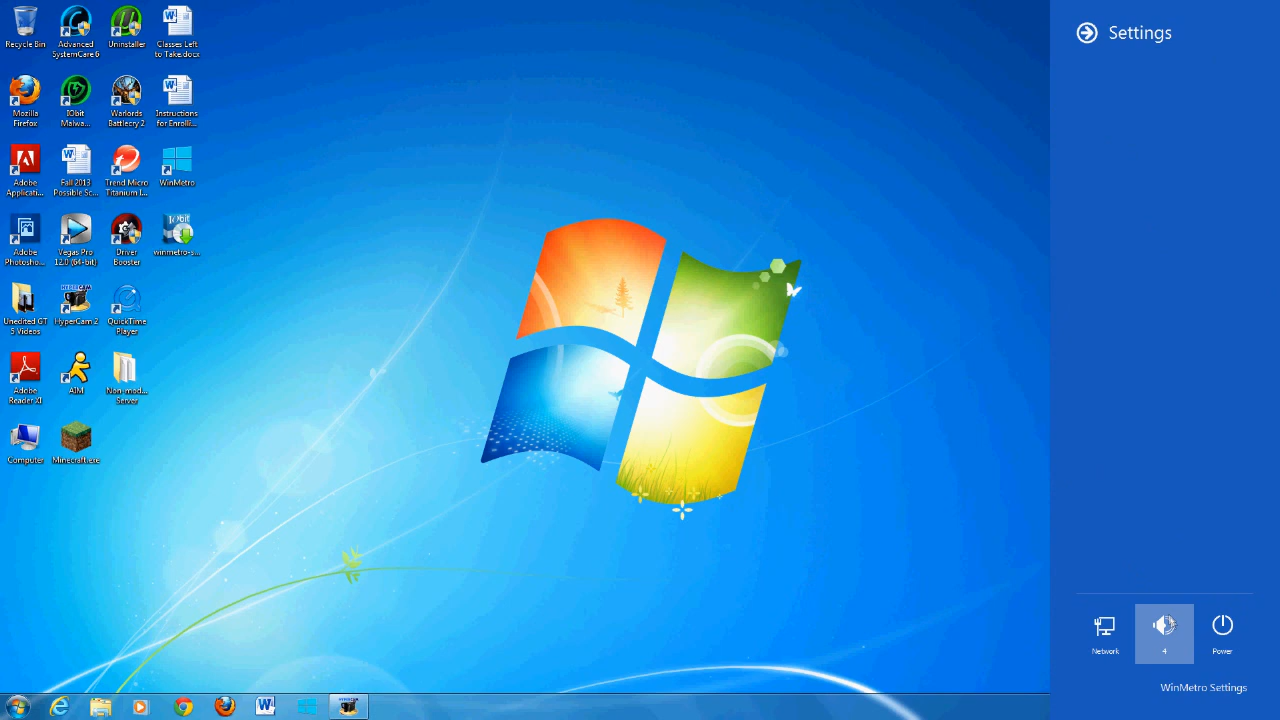 Recycle Bin
Advanced
SystemCare 6
Uninstaller
Classes Left
to Take.docx
Mozilla
Firefox
IObit
Malwa...
Warlords
Battlecry 2
Instructions
for Enrolli...
Adobe
Applicati...
Fall 2013
Possible Sc...
Trend Micro
Titanium I...
WinMetro
Adobe
Photosho...
Vegas Pro
12.0 (64-bit)
Driver
Booster
IObit
winmetro-s...
Unedited GT
5 Videos
HYPERCAM
HyperCam 2
QuickTime
Player
Adobe
Reader XI
AIM
Non-mod...
Server
Computer
Minecraft.exe
Settings
Network
4
Power
WinMetro Settings